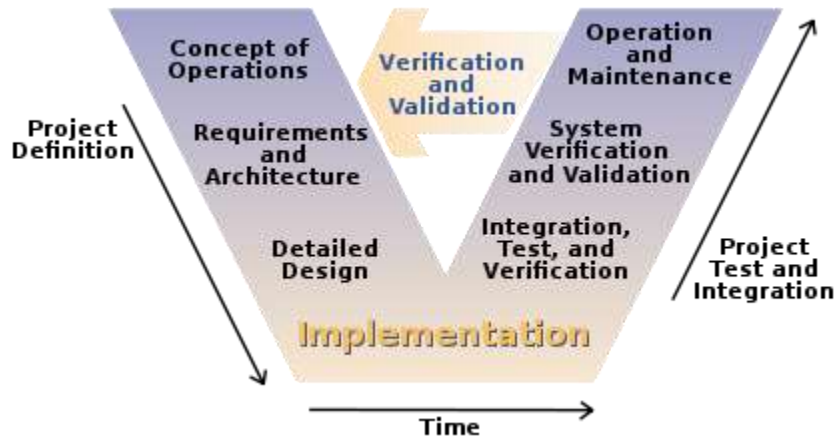 Concept of
Operations
Verification
and
Validation
Operation
and
Maintenance
Project
Definition
Requirements
and
Architecture
System
Verification
and Validation
Detailed
Design
Integration,
Test, and
Verification
Project
Test and
Integration
Implementation
Time